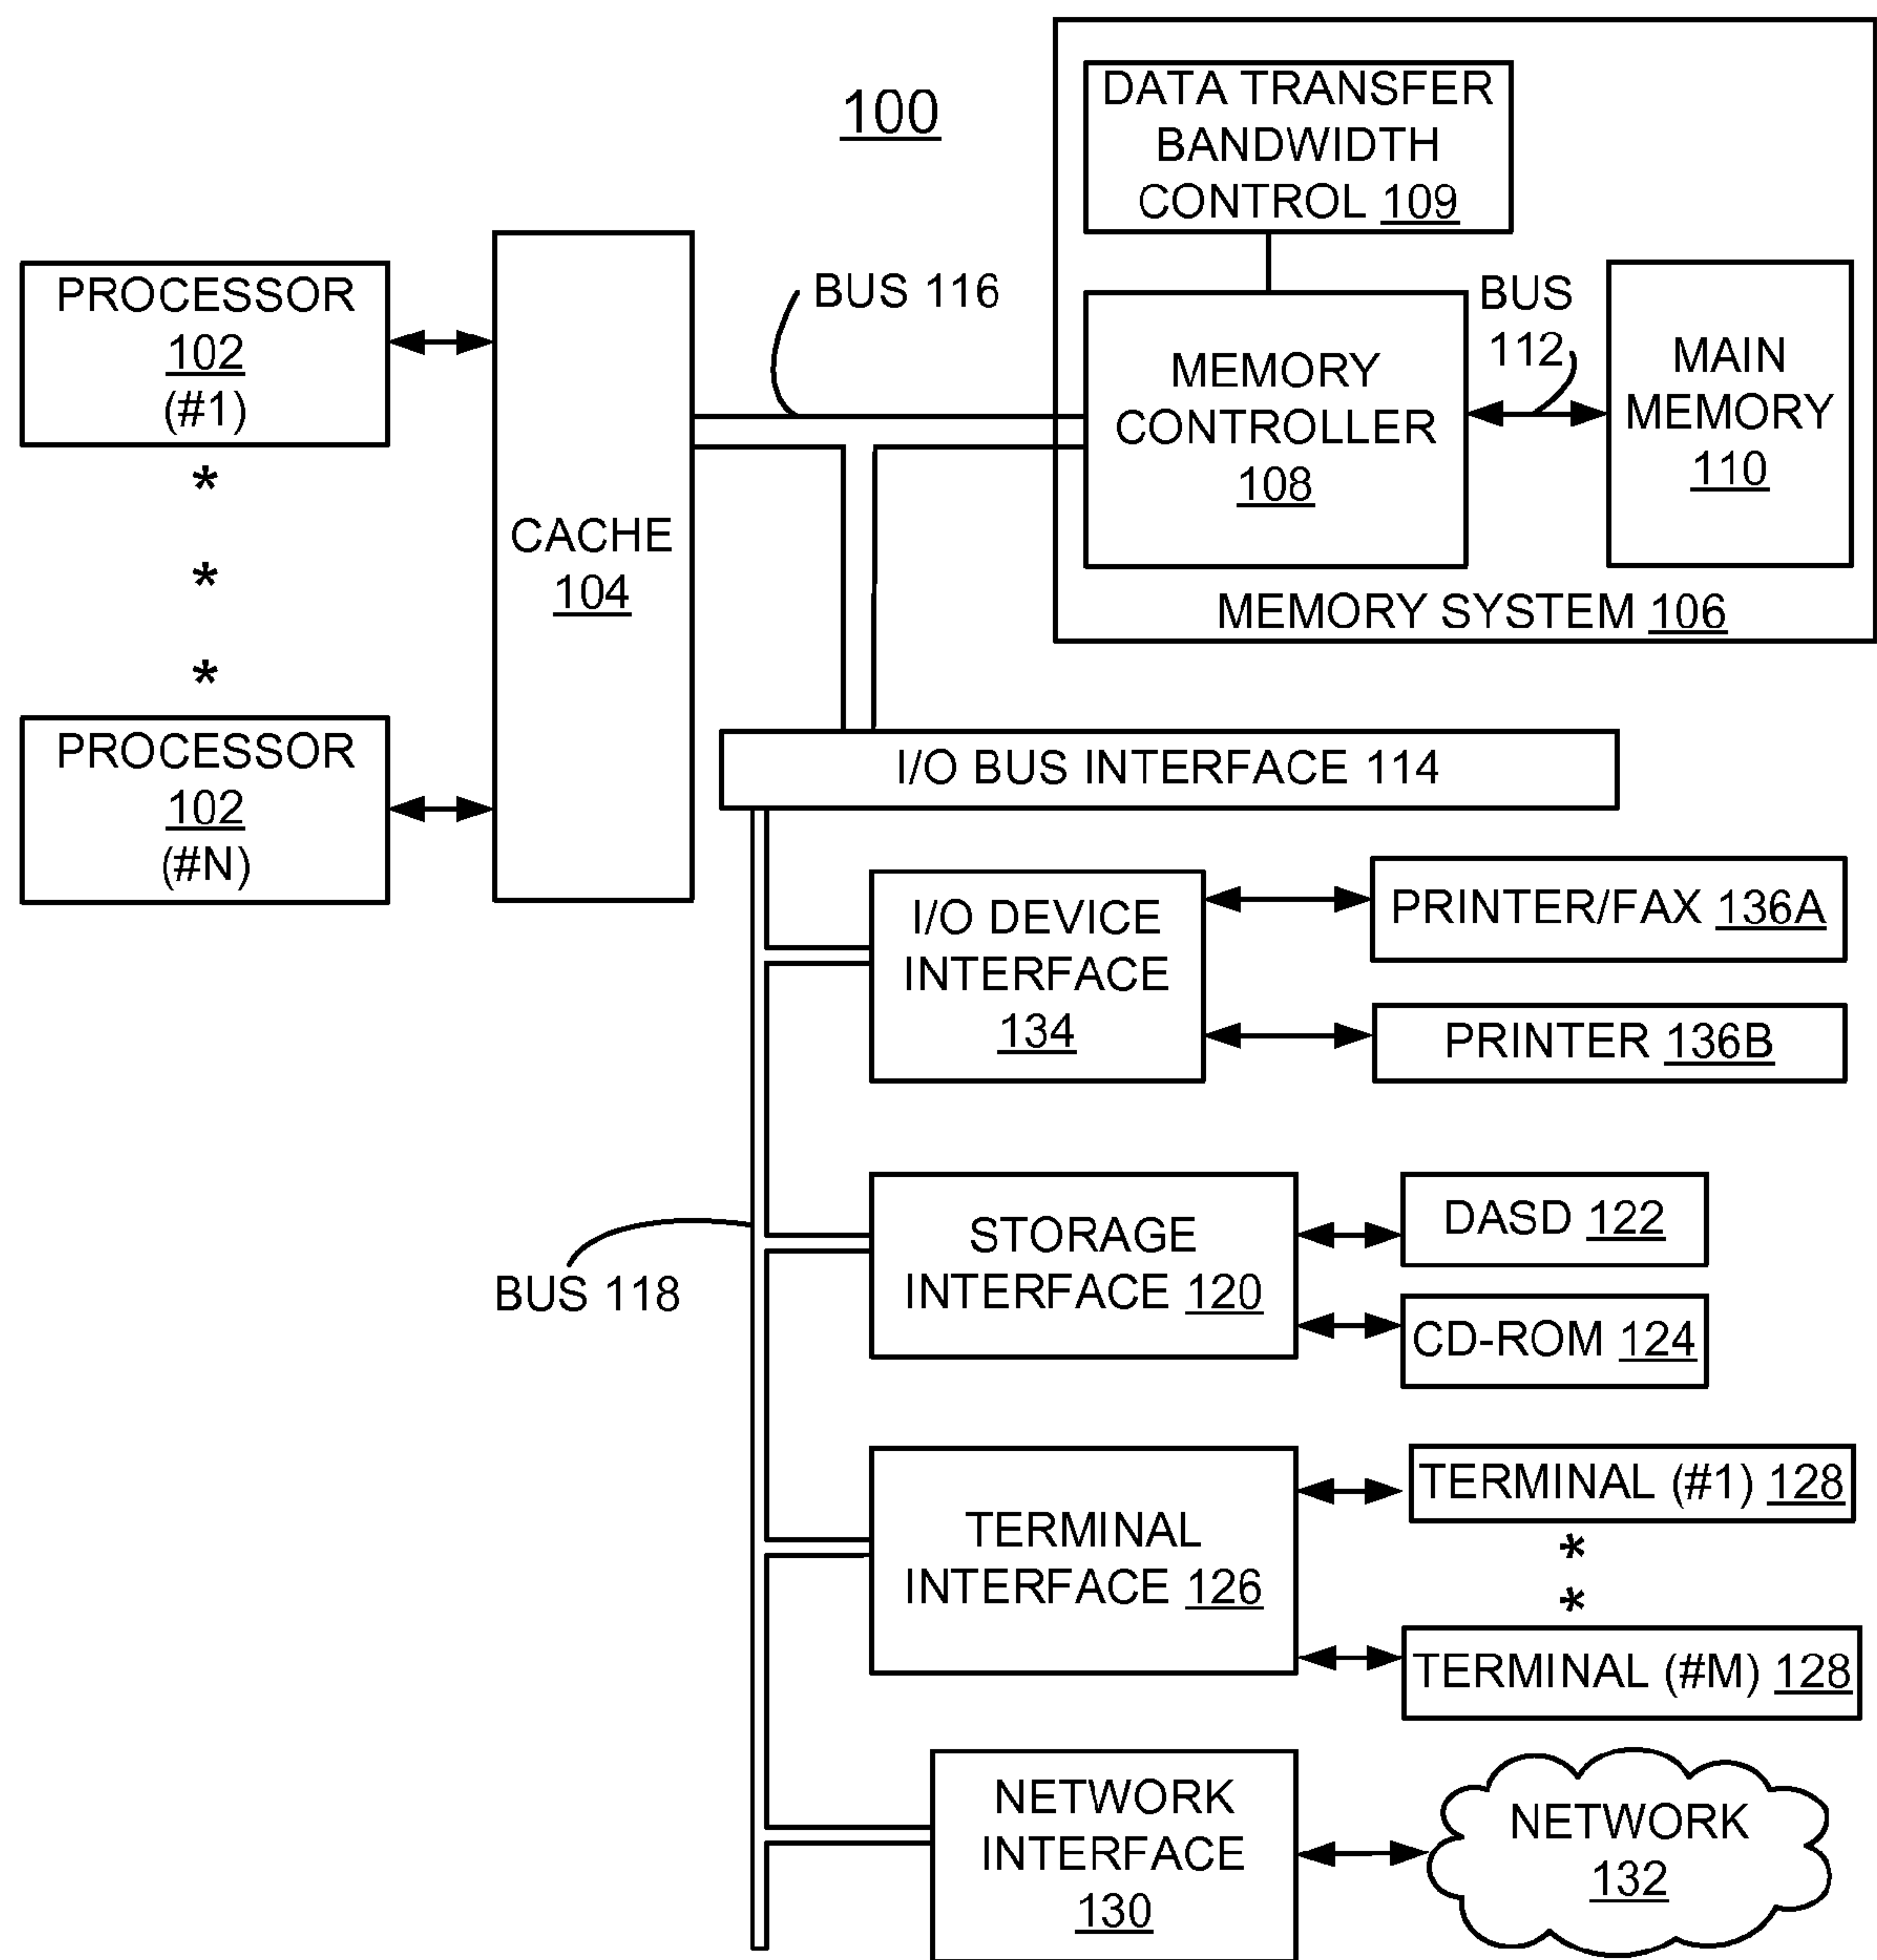 100
DATA TRANSFER
BANDWIDTH
CONTROL 109
PROCESSOR
102
(#1)
*
*
*
PROCESSOR
102
(#N)
CACHE
104
BUS 116
MEMORY
CONTROLLER
108
BUS
112
MAIN
MEMORY
110
MEMORY SYSTEM 106
I/O BUS INTERFACE 114
I/O DEVICE
INTERFACE
134
PRINTER/FAX 136A
PRINTER 136B
BUS 118
STORAGE
INTERFACE 120
DASD 122
CD-ROM 124
TERMINAL
INTERFACE 126
TERMINAL (#1) 128
*
*
TERMINAL (#M) 128
NETWORK
INTERFACE
130
NETWORK
132